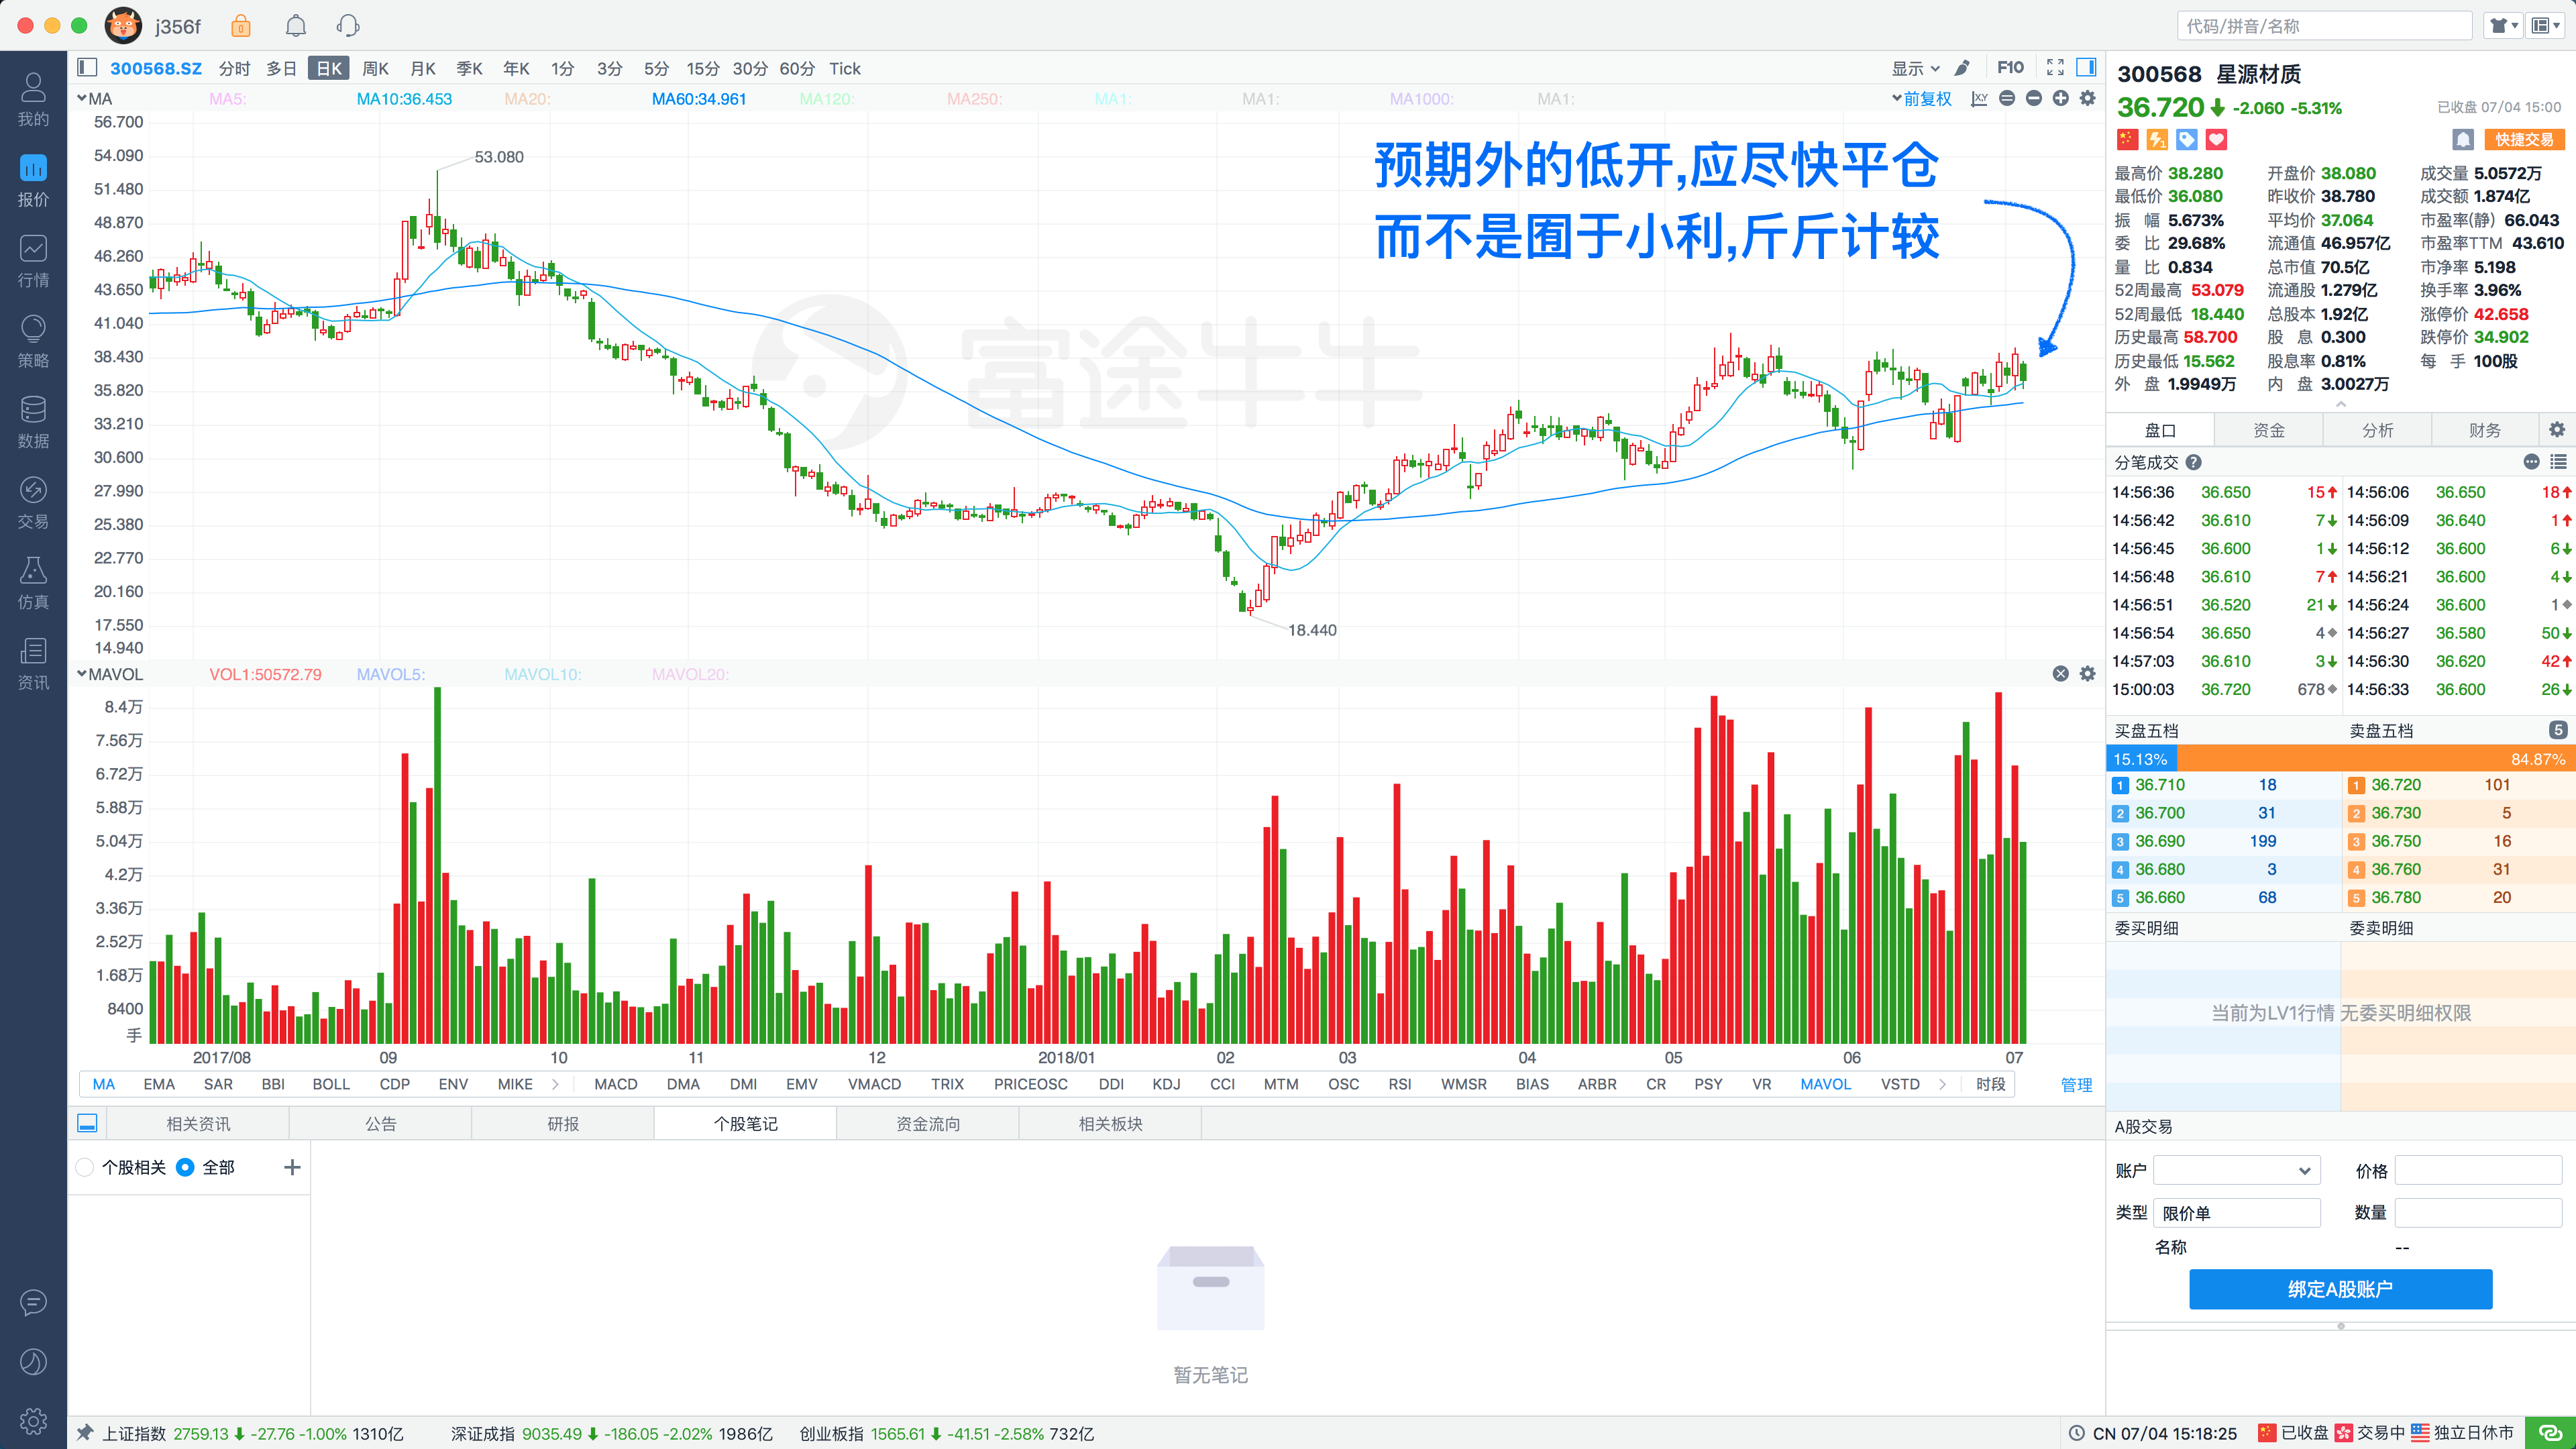 j356f
代码/拼音/名称
我的
报价
行情
策略
数据
交易
仿真
资讯
300568.SZ 分时 多日 日K 周K 月K 季K 年K 1分 3分 5分 15分 30分 60分 Tick 显示 F10
MA MA5: MA10:36.453 MA20: MA60:34.961 MA120: MA250: MA1: MA1: MA1000: MA1: 前复权
56.700
54.090
51.480
48.870
46.260
43.650
41.040
38.430
35.820
33.210
30.600
27.990
25.380
22.770
20.160
17.550
14.940
53.080
18.440
预期外的低开,应尽快平仓
而不是囿于小利,斤斤计较
富途牛牛
MAVOL VOL1:50572.79 MAVOL5: MAVOL10: MAVOL20:
8.4万
7.56万
6.72万
5.88万
5.04万
4.2万
3.36万
2.52万
1.68万
8400
手
2017/08 09 10 11 12 2018/01 02 03 04 05 06 07
MA EMA SAR BBI BOLL CDP ENV MIKE MACD DMA DMI EMV VMACD TRIX PRICEOSC DDI KDJ CCI MTM OSC RSI WMSR BIAS ARBR CR PSY VR MAVOL VSTD 时段 管理
相关资讯 公告 研报 个股笔记 资金流向 相关板块
个股相关 全部
暂无笔记
300568 星源材质
36.720 -2.060 -5.31% 已收盘 07/04 15:00
快捷交易
最高价 38.280 开盘价 38.080 成交量 5.0572万
最低价 36.080 昨收价 38.780 成交额 1.874亿
振 幅 5.673% 平均价 37.064 市盈率(静) 66.043
委 比 29.68% 流通值 46.957亿 市盈率TTM 43.610
量 比 0.834 总市值 70.5亿 市净率 5.198
52周最高 53.079 流通股 1.279亿 换手率 3.96%
52周最低 18.440 总股本 1.92亿 涨停价 42.658
历史最高 58.700 股 息 0.300 跌停价 34.902
历史最低 15.562 股息率 0.81% 每 手 100股
外 盘 1.9949万 内 盘 3.0027万
盘口 资金 分析 财务
分笔成交
14:56:36 36.650 15 14:56:06 36.650 18
14:56:42 36.610 7 14:56:09 36.640 1
14:56:45 36.600 1 14:56:12 36.600 6
14:56:48 36.610 7 14:56:21 36.600 4
14:56:51 36.520 21 14:56:24 36.600 1
14:56:54 36.650 4 14:56:27 36.580 50
14:57:03 36.610 3 14:56:30 36.620 42
15:00:03 36.720 678 14:56:33 36.600 26
买盘五档 卖盘五档 5
15.13% 84.87%
1 36.710 18 1 36.720 101
2 36.700 31 2 36.730 5
3 36.690 199 3 36.750 16
4 36.680 3 4 36.760 31
5 36.660 68 5 36.780 20
委买明细 委卖明细
当前为LV1行情 无委买明细权限
A股交易
账户 价格
类型 限价单 数量
名称 --
绑定A股账户
上证指数 2759.13 -27.76 -1.00% 1310亿 深证成指 9035.49 -186.05 -2.02% 1986亿 创业板指 1565.61 -41.51 -2.58% 732亿 CN 07/04 15:18:25 已收盘 交易中 独立日休市